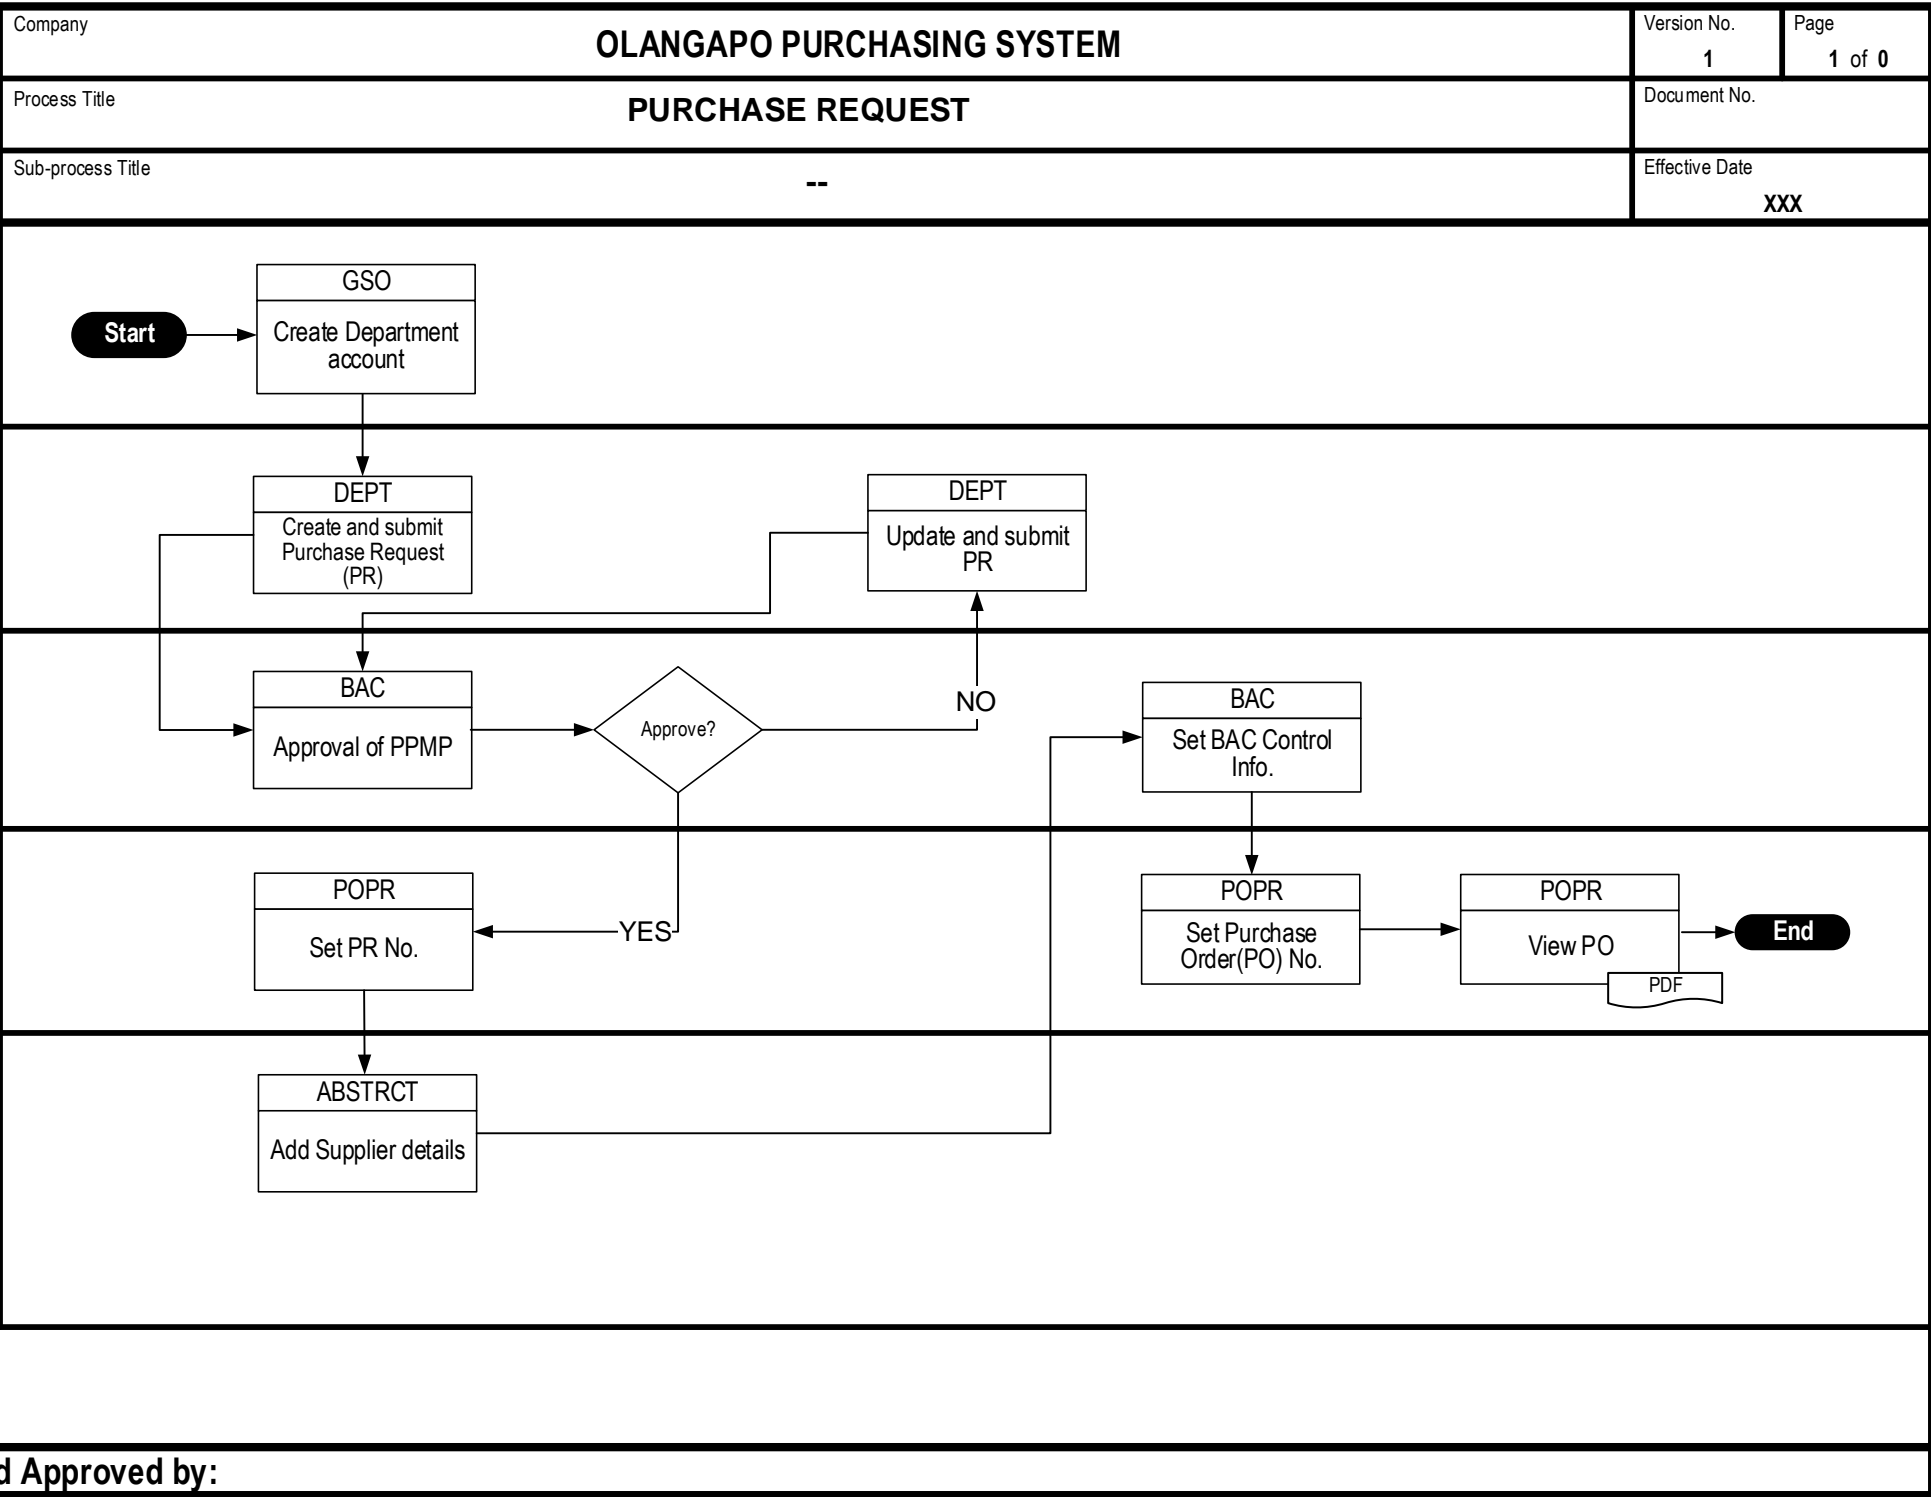 Company
OLANGAPO PURCHASING SYSTEM
Version No.
1
Page
1 of 0
Process Title
PURCHASE REQUEST
Document No.
Sub-process Title
--
Effective Date
XXX
GSO
Start
Create Department
account
DEPT
Create and submit
Purchase Request
(PR)
DEPT
Update and submit
PR
BAC
Approval of PPMP
Approve?
NO
BAC
Set BAC Control
Info.
POPR
Set PR No.
YES
POPR
Set Purchase
Order(PO) No.
POPR
View PO
PDF
End
ABSTRCT
Add Supplier details
d Approved by: